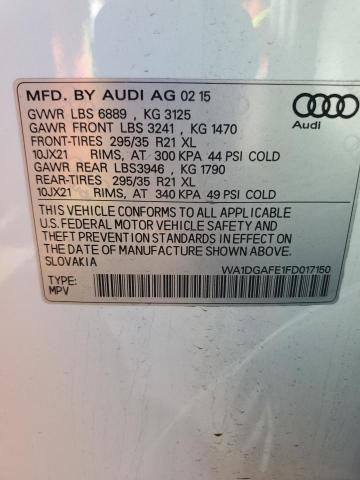 MFD. BY AUDI AG 02 15
GVWR LBS 6889 , KG 3125
GAWR FRONT LBS 3241 , KG 1470
FRONT-TIRES 295/35 R21 XL
10JX21 RIMS, AT 300 KPA 44 PSI COLD
GAWR REAR LBS3946 , KG 1790
REAR-TIRES 295/35 R21 XL
10JX21 RIMS, AT 340 KPA 49 PSI COLD
Audi
THIS VEHICLE CONFORMS TO ALL APPLICABLE
U.S. FEDERAL MOTOR VEHICLE SAFETY AND
THEFT PREVENTION STANDARDS IN EFFECT ON
THE DATE OF MANUFACTURE SHOWN ABOVE.
SLOVAKIA
WA1DGAFE1FD017150
TYPE:
MPV